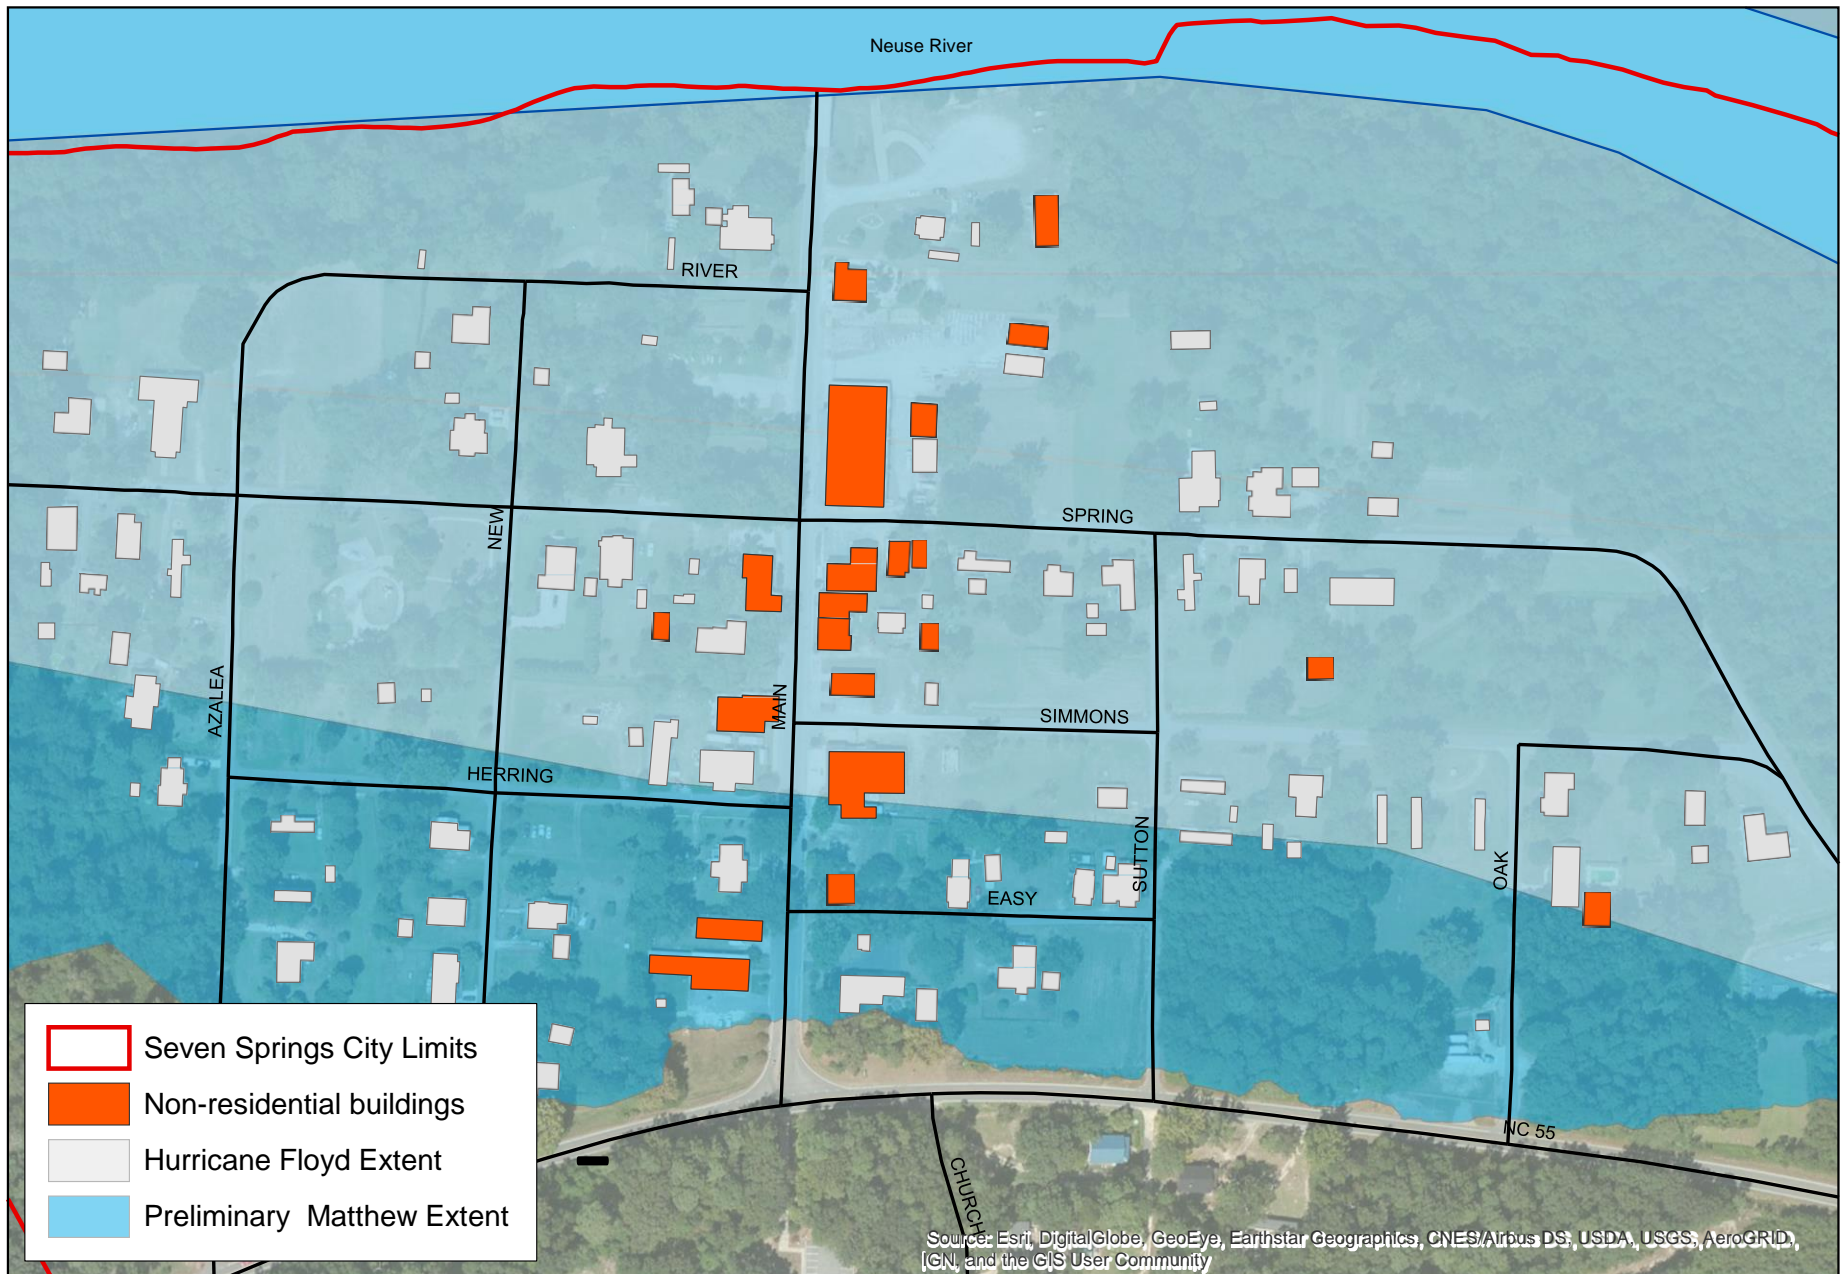 Neuse River
RIVER
SPRING
NEW
AZALEA
MAIN
SIMMONS
HERRING
SUTTON
OAK
EASY
NC 55
CHURCH
Seven Springs City Limits
Non-residential buildings
Hurricane Floyd Extent
Preliminary Matthew Extent
Source: Esri, DigitalGlobe, GeoEye, Earthstar Geographics, CNES/Airbus DS, USDA, USGS, AeroGRID,
IGN, and the GIS User Community